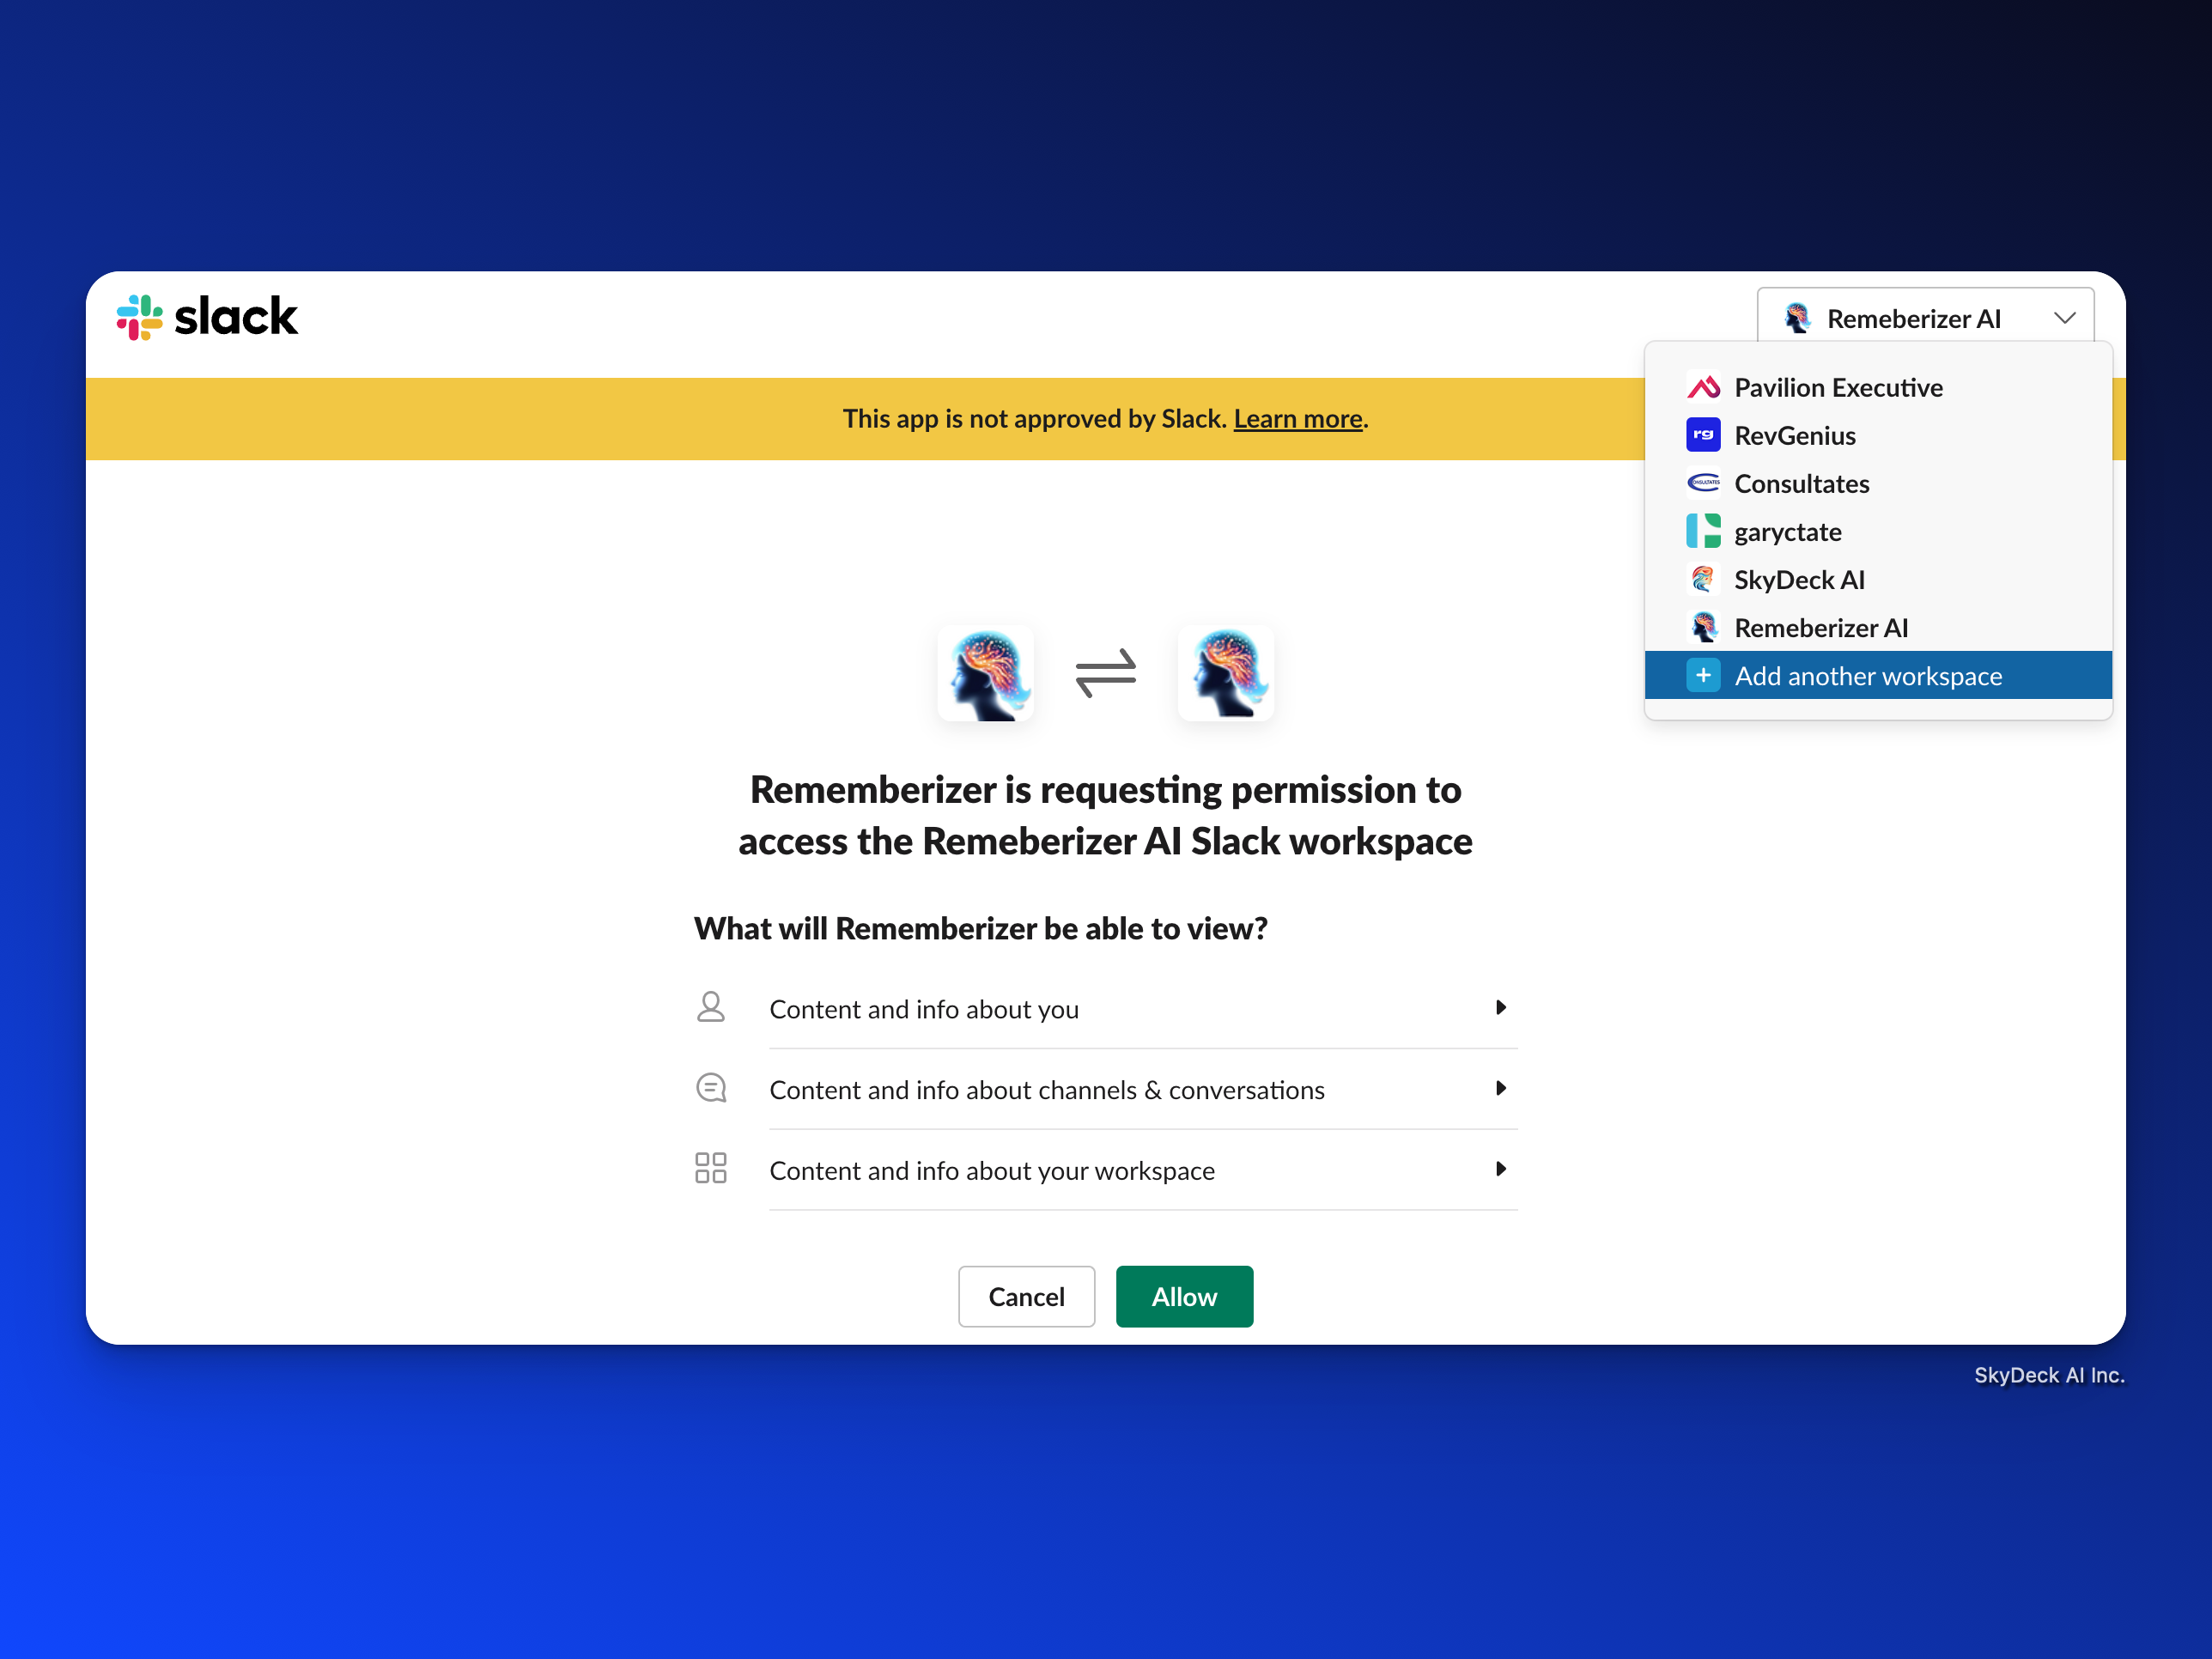 slack
Remeberizer AI
This app is not approved by Slack. Learn more.
Pavilion Executive
rg RevGenius
CONSULTATES Consultates
garyctate
SkyDeck AI
Remeberizer AI
+ Add another workspace
Rememberizer is requesting permission to
access the Remeberizer AI Slack workspace
What will Rememberizer be able to view?
Content and info about you
Content and info about channels & conversations
Content and info about your workspace
Cancel Allow
SkyDeck AI Inc.